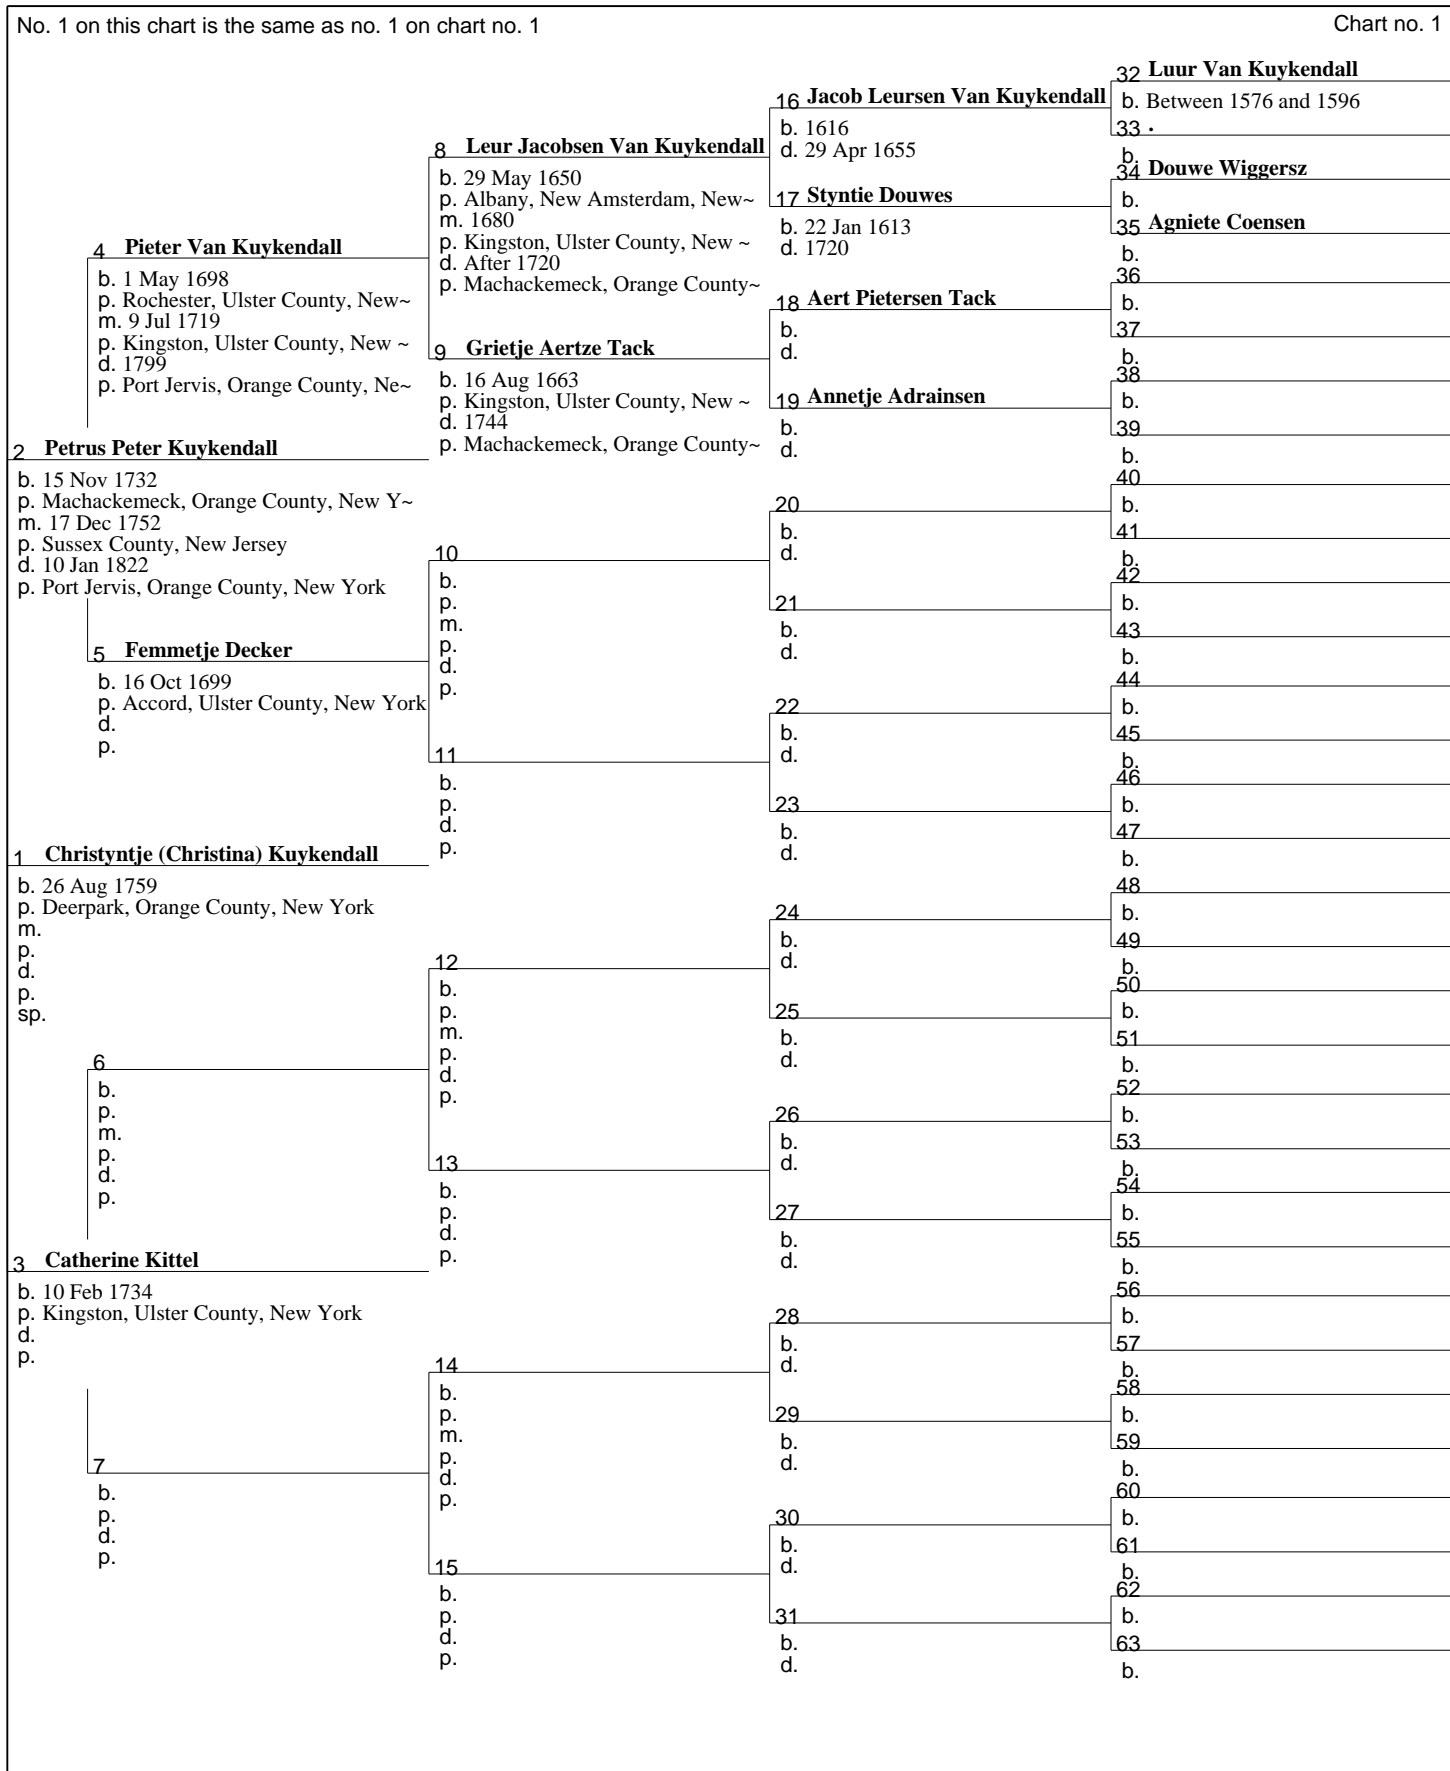 No. 1 on this chart is the same as no. 1 on chart no. 1
Chart no. 1
2 Petrus Peter Kuykendall
b. 15 Nov 1732
p. Machackemeck, Orange County, New Y~
m. 17 Dec 1752
p. Sussex County, New Jersey
d. 10 Jan 1822
p. Port Jervis, Orange County, New York
1 Christyntje (Christina) Kuykendall
b. 26 Aug 1759
p. Deerpark, Orange County, New York
m.
p.
d.
p.
sp.
3 Catherine Kittel
b. 10 Feb 1734
p. Kingston, Ulster County, New York
d.
p.
4 Pieter Van Kuykendall
b. 1 May 1698
p. Rochester, Ulster County, New~
m. 9 Jul 1719
p. Kingston, Ulster County, New ~
d. 1799
p. Port Jervis, Orange County, Ne~
5 Femmetje Decker
b. 16 Oct 1699
p. Accord, Ulster County, New York
d.
p.
6
b.
p.
m.
p.
d.
p.
7
b.
p.
d.
p.
8 Leur Jacobsen Van Kuykendall
b. 29 May 1650
p. Albany, New Amsterdam, New~
m. 1680
p. Kingston, Ulster County, New ~
d. After 1720
p. Machackemeck, Orange County~
9 Grietje Aertze Tack
b. 16 Aug 1663
p. Kingston, Ulster County, New ~
d. 1744
p. Machackemeck, Orange County~
10
b.
p.
m.
p.
d.
p.
11
b.
p.
d.
p.
12
b.
p.
m.
p.
d.
p.
13
b.
p.
d.
p.
14
b.
p.
m.
p.
d.
p.
15
b.
p.
d.
p.
16 Jacob Leursen Van Kuykendall
b. 1616
d. 29 Apr 1655
17 Styntie Douwes
b. 22 Jan 1613
d. 1720
18 Aert Pietersen Tack
b.
d.
19 Annetje Adrainsen
b.
d.
20
b.
d.
21
b.
d.
22
b.
d.
23
b.
d.
24
b.
d.
25
b.
d.
26
b.
d.
27
b.
d.
28
b.
d.
29
b.
d.
30
b.
d.
31
b.
d.
32 Luur Van Kuykendall
b. Between 1576 and 1596
33 .
b.
34 Douwe Wiggersz
b.
35 Agniete Coensen
b.
36
b.
37
b.
38
b.
39
b.
40
b.
41
b.
42
b.
43
b.
44
b.
45
b.
46
b.
47
b.
48
b.
49
b.
50
b.
51
b.
52
b.
53
b.
54
b.
55
b.
56
b.
57
b.
58
b.
59
b.
60
b.
61
b.
62
b.
63
b.